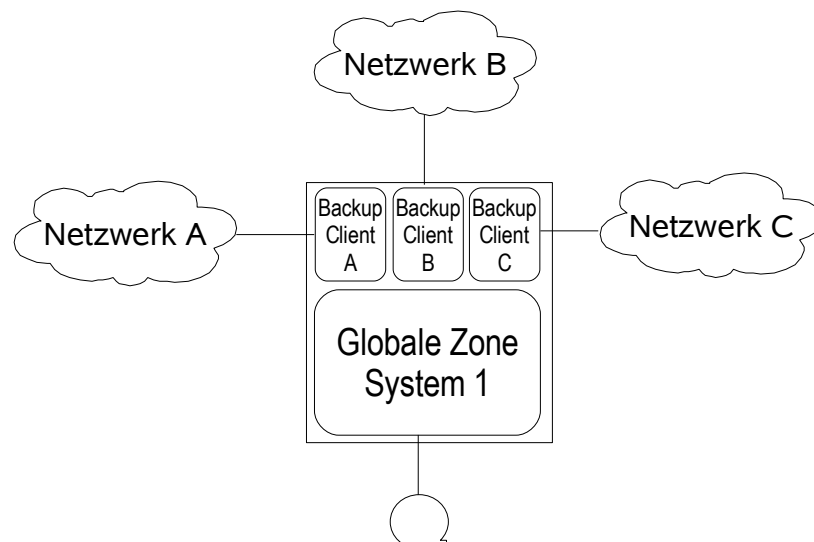 Netzwerk B
Netzwerk A
Backup
Client
A
Backup
Client
B
Backup
Client
C
Netzwerk C
Globale Zone
System 1